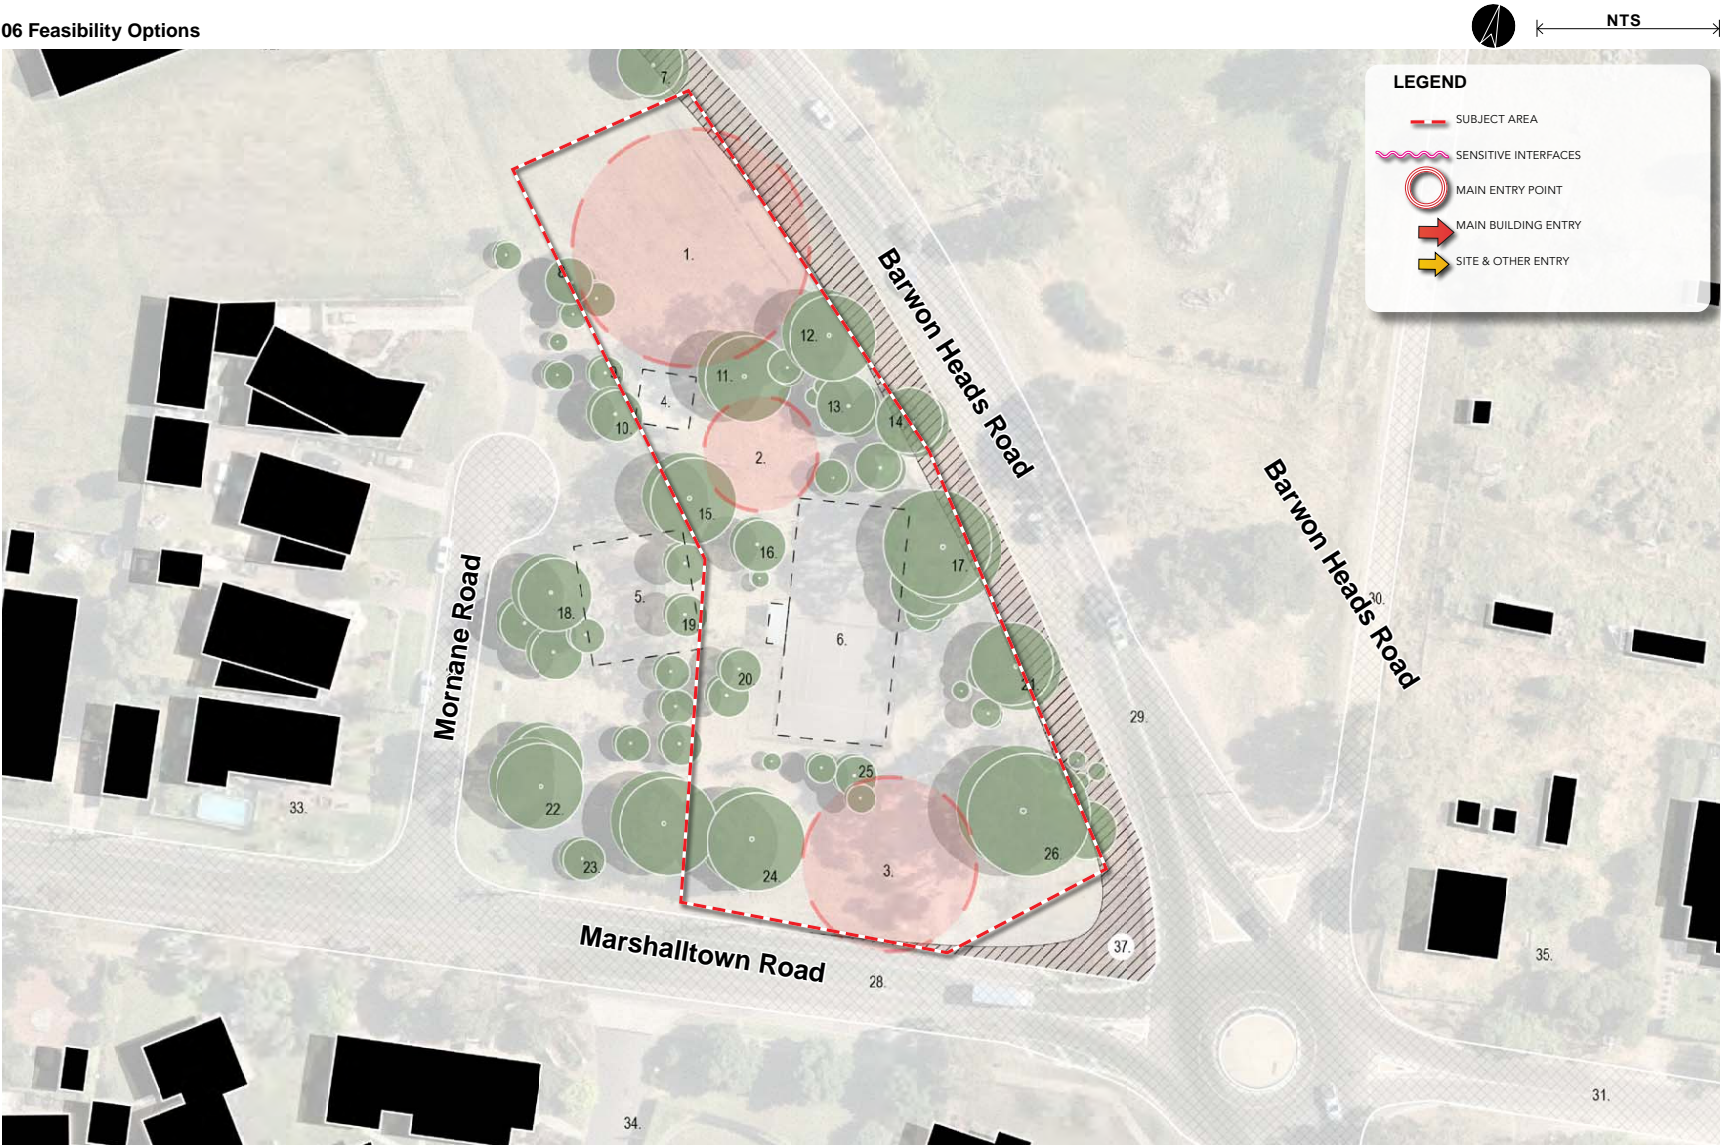 06 Feasibility Options
NTS
LEGEND
SUBJECT AREA
SENSITIVE INTERFACES
MAIN ENTRY POINT
MAIN BUILDING ENTRY
SITE & OTHER ENTRY
7.
1.
8.
12.
11.
4.
13.
10.
14.
2.
15.
16.
17.
5.
18.
19.
6.
20.
21.
22.
23.
24.
25
26.
3.
28.
29.
30.
31.
33.
34.
35.
37.
Barwon Heads Road
Barwon Heads Road
Mornane Road
Marshalltown Road